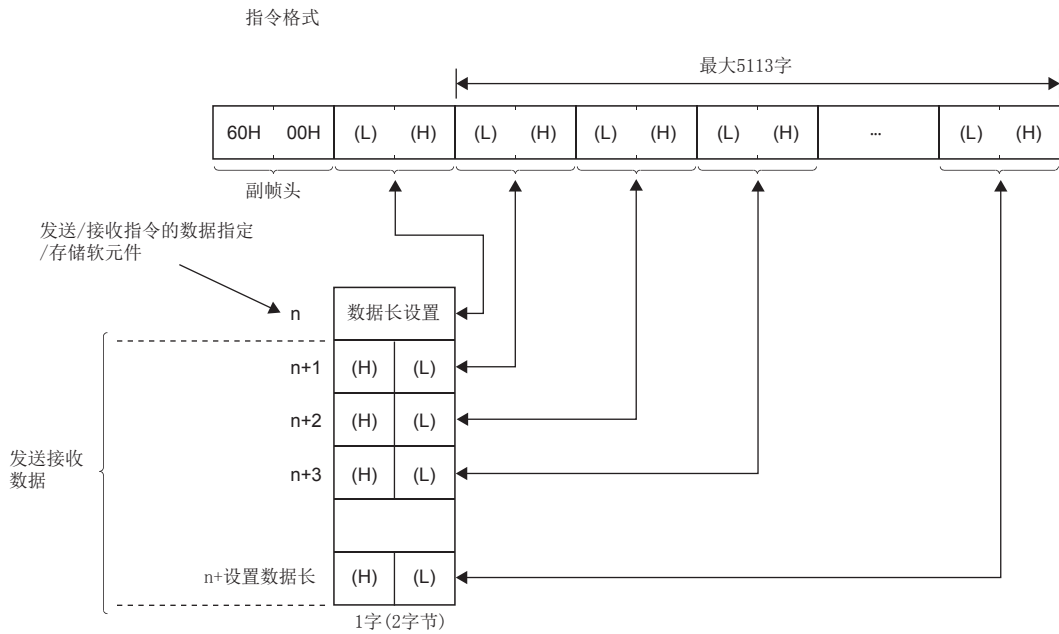 指令格式
最大5113字
60H 00H (L) (H) (L) (H) (L) (H) (L) (H) ... (L) (H)
副帧头
发送/接收指令的数据指定
/存储软元件
n 数据长设置
n+1 (H) (L)
n+2 (H) (L)
发送接收
数据
n+3 (H) (L)
n+设置数据长 (H) (L)
1字(2字节)